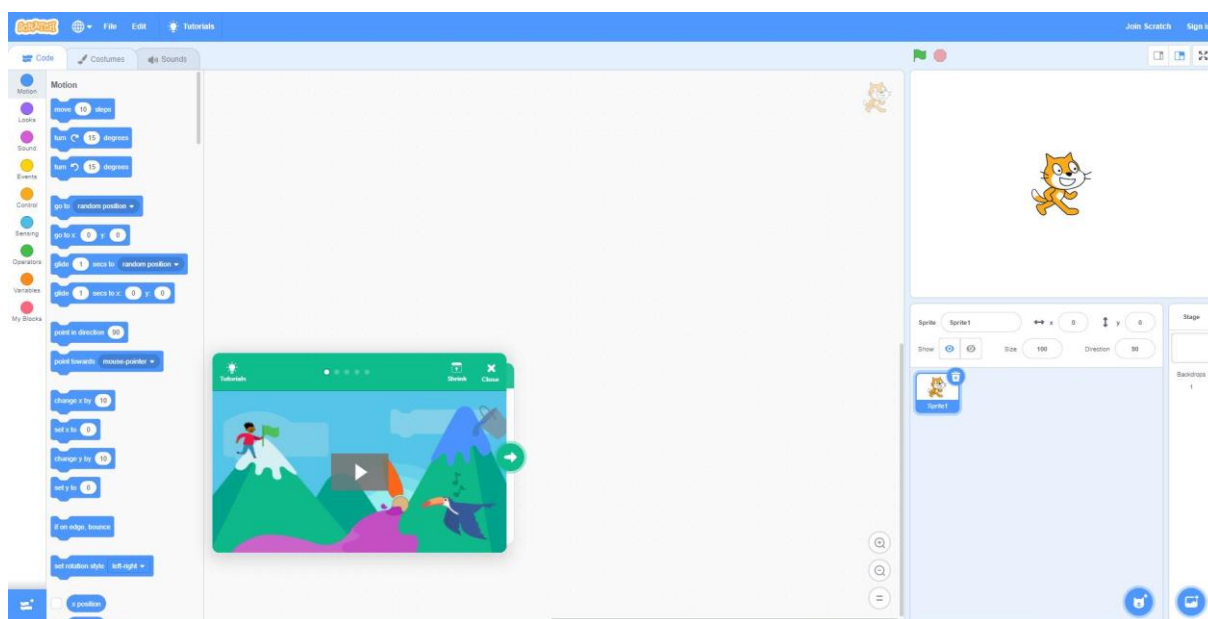 SCRATCH File Edit Tutorials Join Scratch Sign i
Code Costumes Sounds
Motion
Looks
Sound
Events
Control
Sensing
Operators
Variables
My Blocks
Motion
move 10 steps
turn 15 degrees
turn 15 degrees
go to random position
go to x: 0 y: 0
glide 1 secs to random position
glide 1 secs to x: 0 y: 0
point in direction 90
point towards mouse-pointer
change x by 10
set x to 0
change y by 10
set y to 0
if on edge, bounce
set rotation style left-right
x position
Tutorials Shrink Close
Sprite Sprite1 x 0 y 0
Show Size 100 Direction 90
Sprite1
Stage
Backdrops
1